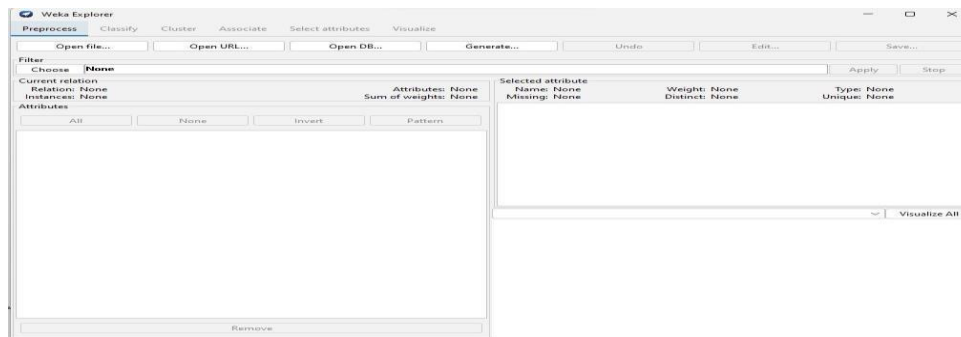 Weka Explorer
Preprocess Classify Cluster Associate Select attributes Visualize
Open file... Open URL... Open DB... Generate... Undo Edit... Save...
Filter
Choose None Apply Stop
Current relation
Relation: None Attributes: None
Instances: None Sum of weights: None
Selected attribute
Name: None Weight: None Type: None
Missing: None Distinct: None Unique: None
Attributes
All None Invert Pattern
Visualize All
Remove